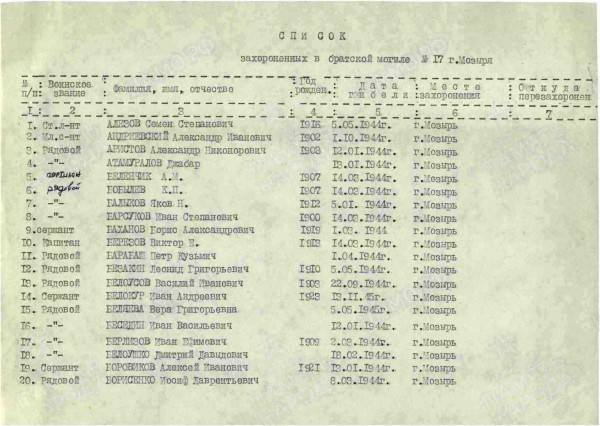 СПИСОК
захороненных в братской могиле № 17 г.Мозыря
№ п/п: Воинское звание : Фамилия, имя, отчество : Год рожден. : Дата гибели : Место захоронения : Откуда перезахоронен
1 : 2 : 3 : 4 : 5 : 6 : 7
1. Ст.л-нт АЛЕЗОВ Семен Степанович 1918 5.05.1944г. г.Мозырь
2. Мл.с-нт АНДРИЕВСКИЙ Александр Иванович 1902 1.10.1944г. г.Мозырь
3. Рядовой АРИСТОВ Александр Никонорович 1903 12.01.1944г. г.Мозырь
4. -"- АТАМУРАЛОВ Джабар 13.01.1944г. г.Мозырь
5. БЕЛЕНЧИК А.М. 1907 14.03.1944г. г.Мозырь
6. рядовой БОБЫЛЕВ К.П. 1907 14.03.1944г. г.Мозырь
7. -"- БАЛЫКОВ Яков Н. 1912 5.01.1944г. г.Мозырь
8. -"- БАРСУКОВ Иван Степанович 1900 14.03.1944г. г.Мозырь
9.сержант БАХАНОВ Борис Александрович 1919 1.03.1944 г.Мозырь
10. Капитан БЕРЕЗОВ Виктор Е. 1913 14.03.1944г. г.Мозырь
11. Рядовой БАРАБАШ Петр Кузьмич 1.04.1944г. г.Мозырь
12. Рядовой БЕЗАКИН Леонид Григорьевич 1910 5.05.1944г. г.Мозырь
13. Рядовой БЕЛОУСОВ Василий Иванович 1903 22.09.1944г. г.Мозырь
14. Сержант БЕЛОКУР Иван Андреевич 1923 13.11.45г. г.Мозырь
15. Рядовой БЕЛЯЕВА Вера Григорьевна 5.05.1945г. г.Мозырь
16. -"- БЕСЕДИН Иван Васильевич 12.01.1944г. г.Мозырь
17. -"- БЕРЛИЗОВ Иван Ефимович 1909 2.03.1944г. г.Мозырь
18. -"- БЕЛОУШКО Дмитрий Давыдович 18.02.1944г. г.Мозырь
19. Сержант БОРОВИКОВ Алексей Иванович 1921 13.01.1944г. г.Мозырь
20. Рядовой БОРИСЕНКО Иосиф Лаврентьевич 8.03.1944г. г.Мозырь